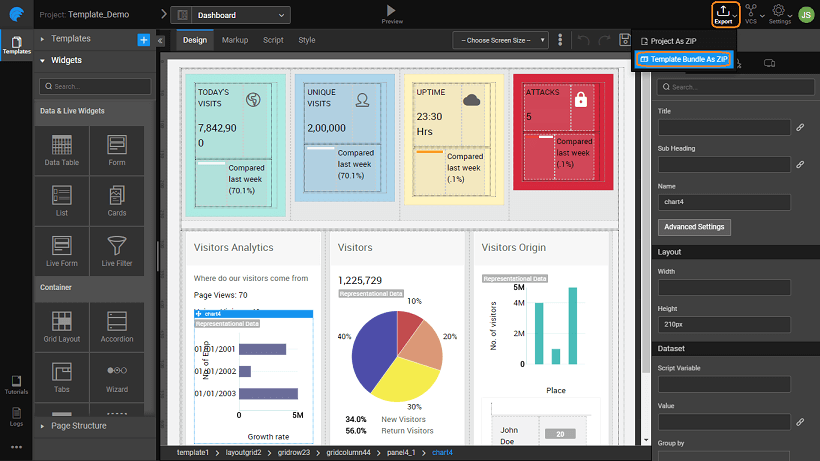 Project: Template_Demo
Dashboard
Preview
Export
VCS
Settings
JS
Project As ZIP
Template Bundle As ZIP
Templates
Tutorials
Logs
Templates
Widgets
Search...
Data & Live Widgets
Data Table
Form
List
Cards
Live Form
Live Filter
Container
Grid Layout
Accordion
Tabs
Wizard
Page Structure
Design
Markup
Script
Style
-- Choose Screen Size --
TODAY'S
VISITS
7,842,90
0
Compared
last week
(70.1%)
UNIQUE
VISITS
2,00,000
Compared
last week
(70.1%)
UPTIME
23:30
Hrs
Compared
last week
(.1%)
ATTACKS
5
Compared
last week
(.1%)
Visitors Analytics
Where do our visitors come from
Page Views: 70
chart4
Representational Data
No. of Emp
01/01/2001
01/01/2002
01/01/2003
0
5M
Growth rate
Visitors
1,225,729
Representational Data
10%
20%
30%
40%
34.0% New Visitors
56.0% Return Visitors
Visitors Origin
Representational Data
No. of visitors
5M
4M
2M
0
Place
John
Doe
20
Search...
Title
Sub Heading
Name
chart4
Advanced Settings
Layout
Width
Height
210px
Dataset
Script Variable
Value
Group by
template1 > layoutgrid2 > gridrow23 > gridcolumn44 > panel4_1 > chart4